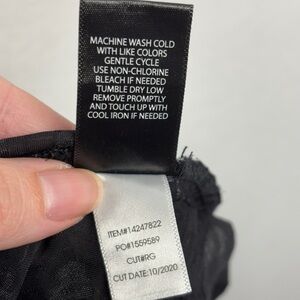 MACHINE WASH COLD
WITH LIKE COLORS
GENTLE CYCLE
USE NON-CHLORINE
BLEACH IF NEEDED
TUMBLE DRY LOW
REMOVE PROMPTLY
AND TOUCH UP WITH
COOL IRON IF NEEDED
ITEM#14247822
PO#1559589
CUT#RG
CUT DATE:10/2020